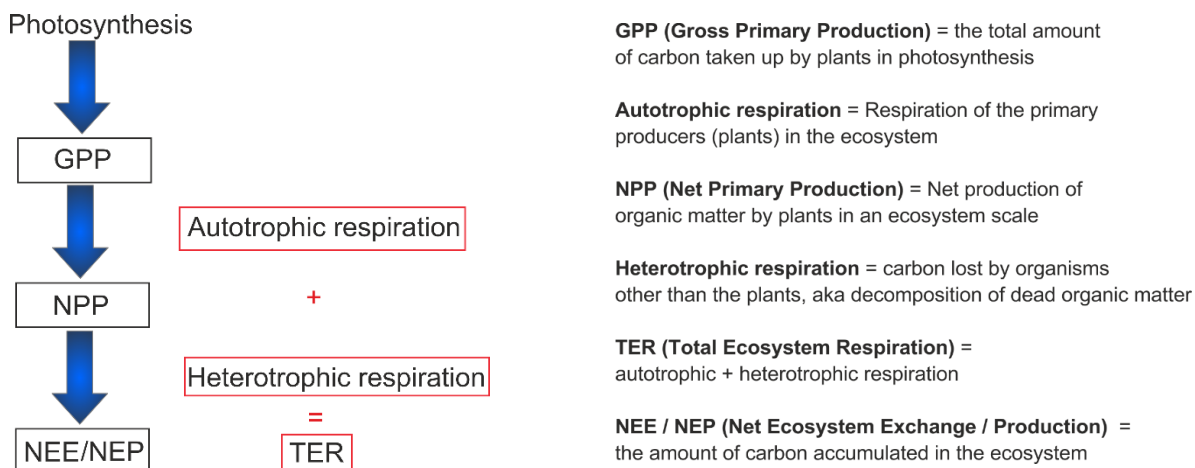 Photosynthesis
GPP
Autotrophic respiration
+
NPP
Heterotrophic respiration
=
NEE/NEP
TER
GPP (Gross Primary Production) = the total amount
of carbon taken up by plants in photosynthesis
Autotrophic respiration = Respiration of the primary
producers (plants) in the ecosystem
NPP (Net Primary Production) = Net production of
organic matter by plants in an ecosystem scale
Heterotrophic respiration = carbon lost by organisms
other than the plants, aka decomposition of dead organic matter
TER (Total Ecosystem Respiration) =
autotrophic + heterotrophic respiration
NEE / NEP (Net Ecosystem Exchange / Production) =
the amount of carbon accumulated in the ecosystem